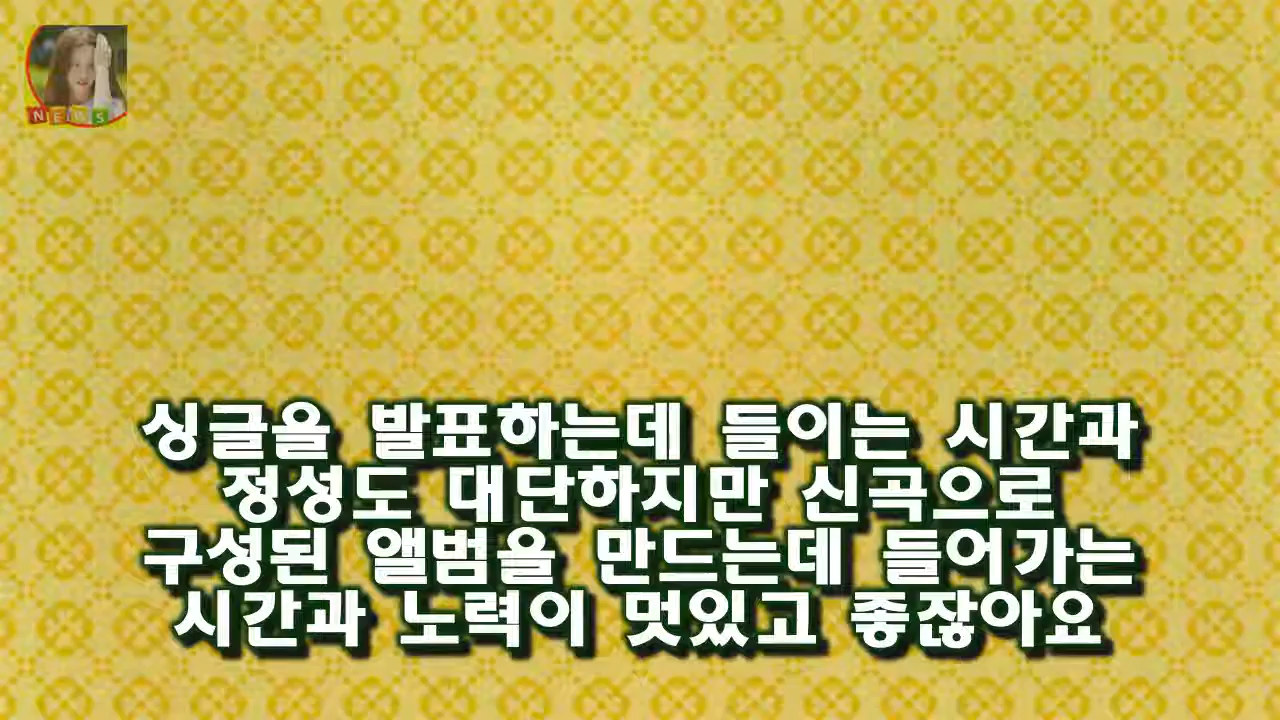 NEWS
싱글을 발표하는데 들이는 시간과
정성도 대단하지만 신곡으로
구성된 앨범을 만드는데 들어가는
시간과 노력이 멋있고 좋잖아요